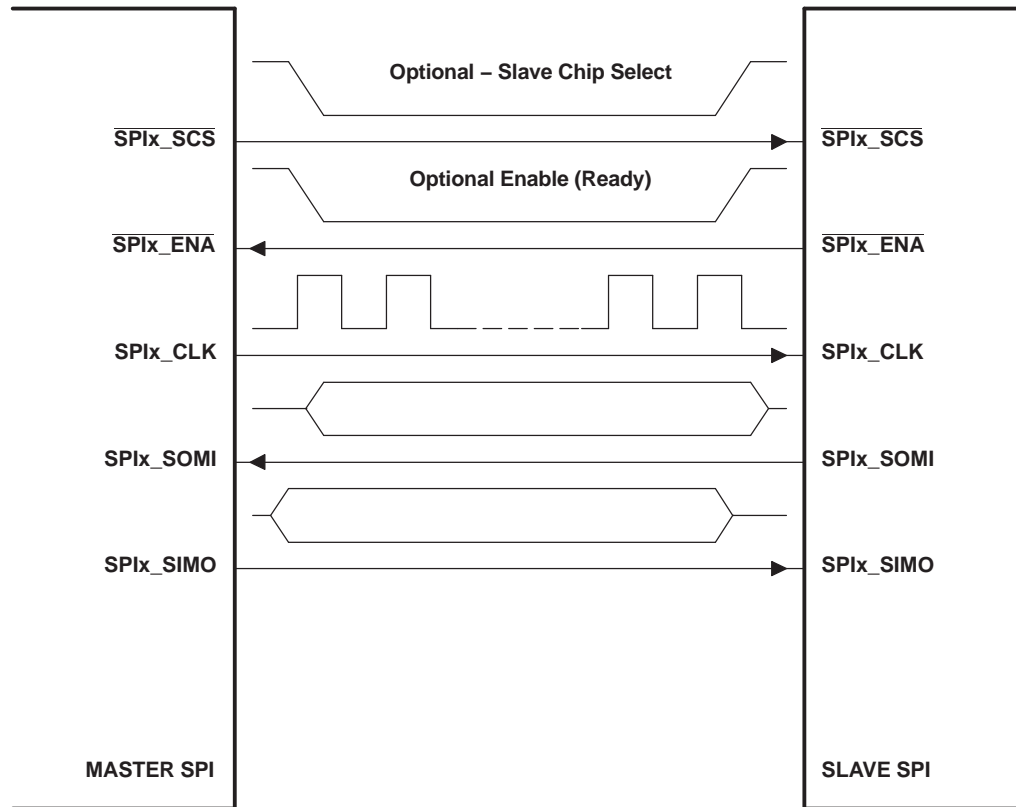 Optional – Slave Chip Select
SPIx_SCS SPIx_SCS
Optional Enable (Ready)
SPIx_ENA SPIx_ENA
SPIx_CLK SPIx_CLK
SPIx_SOMI SPIx_SOMI
SPIx_SIMO SPIx_SIMO
MASTER SPI SLAVE SPI